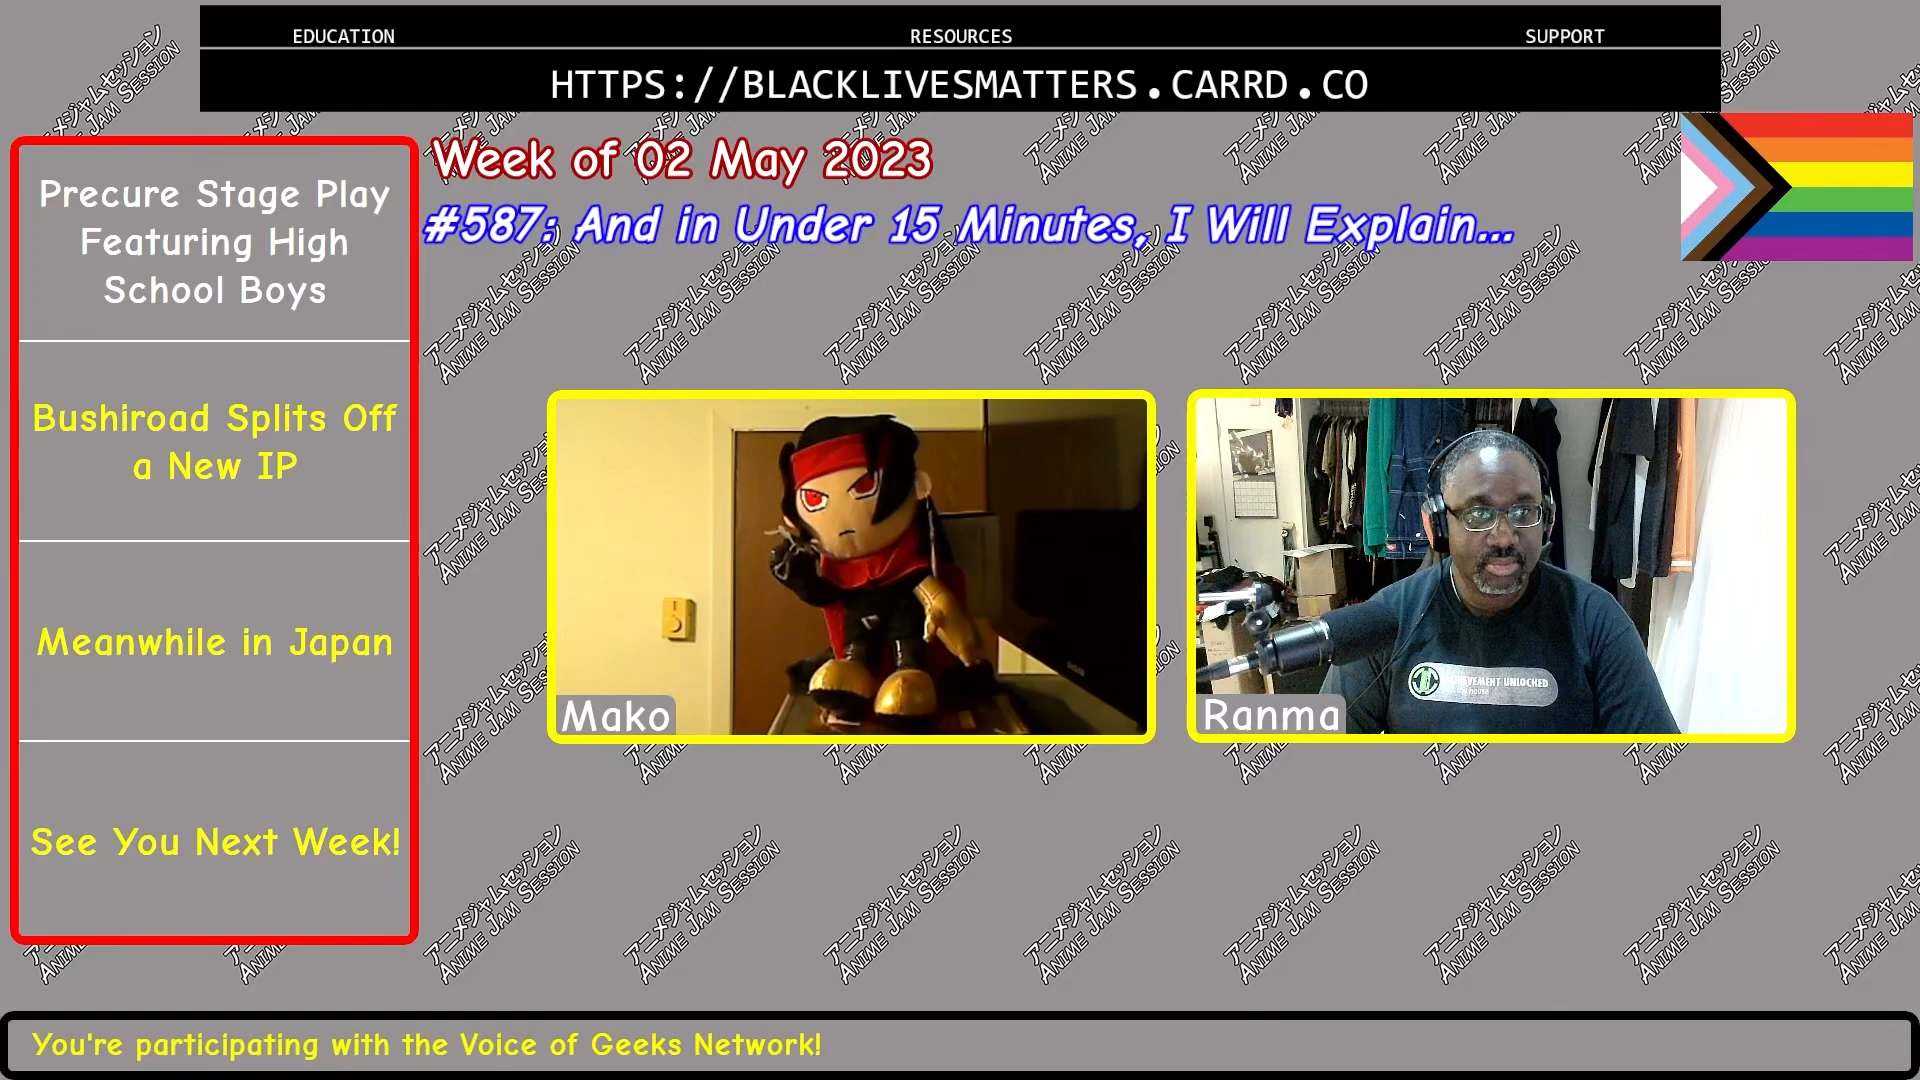 EDUCATION
RESOURCES
SUPPORT
HTTPS://BLACKLIVESMATTERS.CARRD.CO
Week of 02 May 2023
#587: And in Under 15 Minutes, I Will Explain...
Precure Stage Play
Featuring High
School Boys
Bushiroad Splits Off
a New IP
Meanwhile in Japan
See You Next Week!
Mako
Ranma
UNLOCKED
アニメジャムセッション
ANIME JAM SESSION
You're participating with the Voice of Geeks Network!